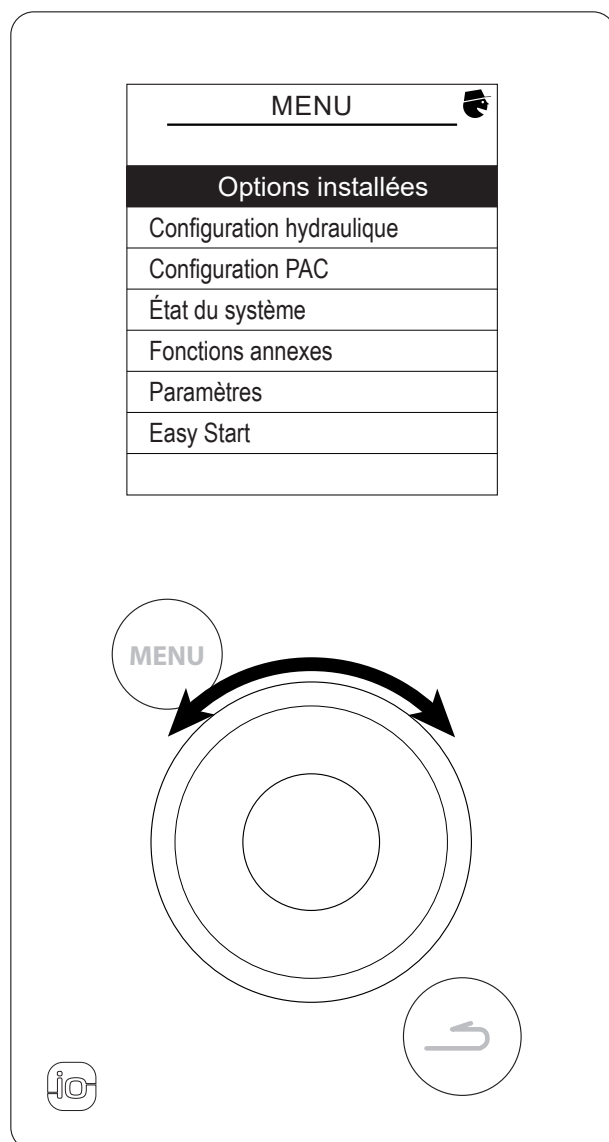 MENU
Options installées
Configuration hydraulique
Configuration PAC
État du système
Fonctions annexes
Paramètres
Easy Start
MENU
io